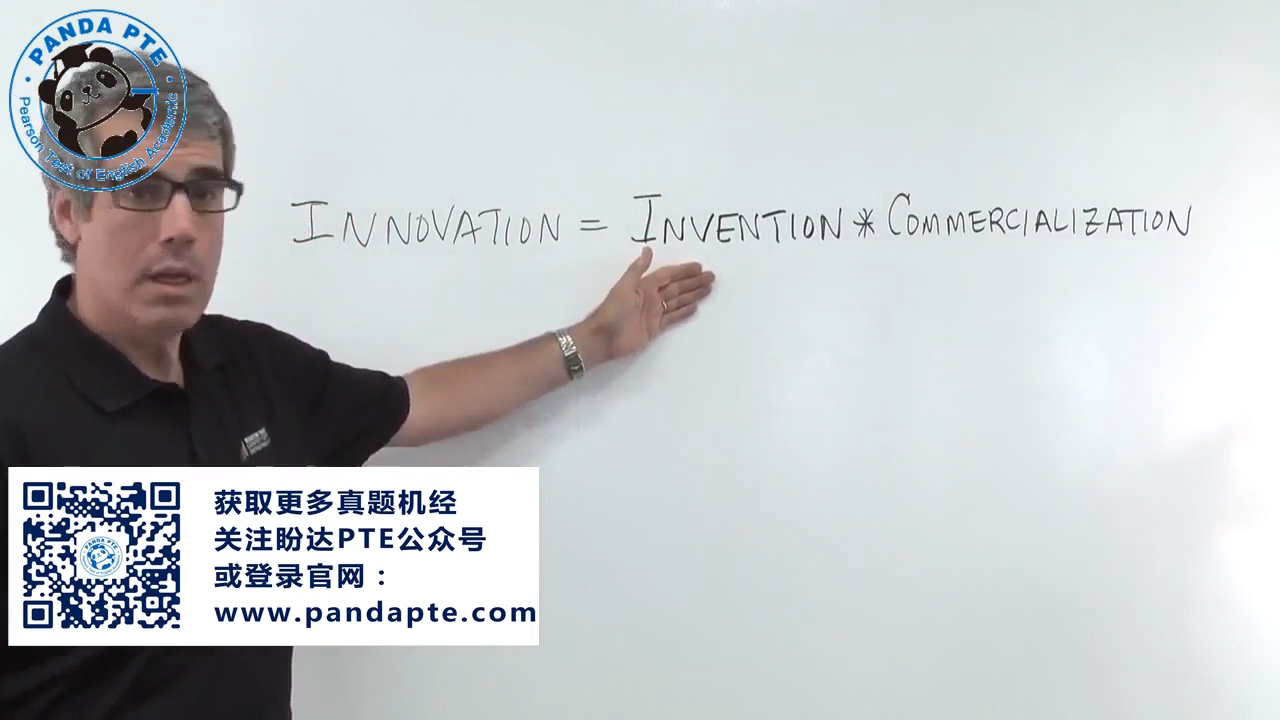 PANDA PTE
Pearson Test of English Academic
INNOVATION = INVENTION * COMMERCIALIZATION
获取更多真题机经
关注盼达PTE公众号
或登录官网：
www.pandapte.com